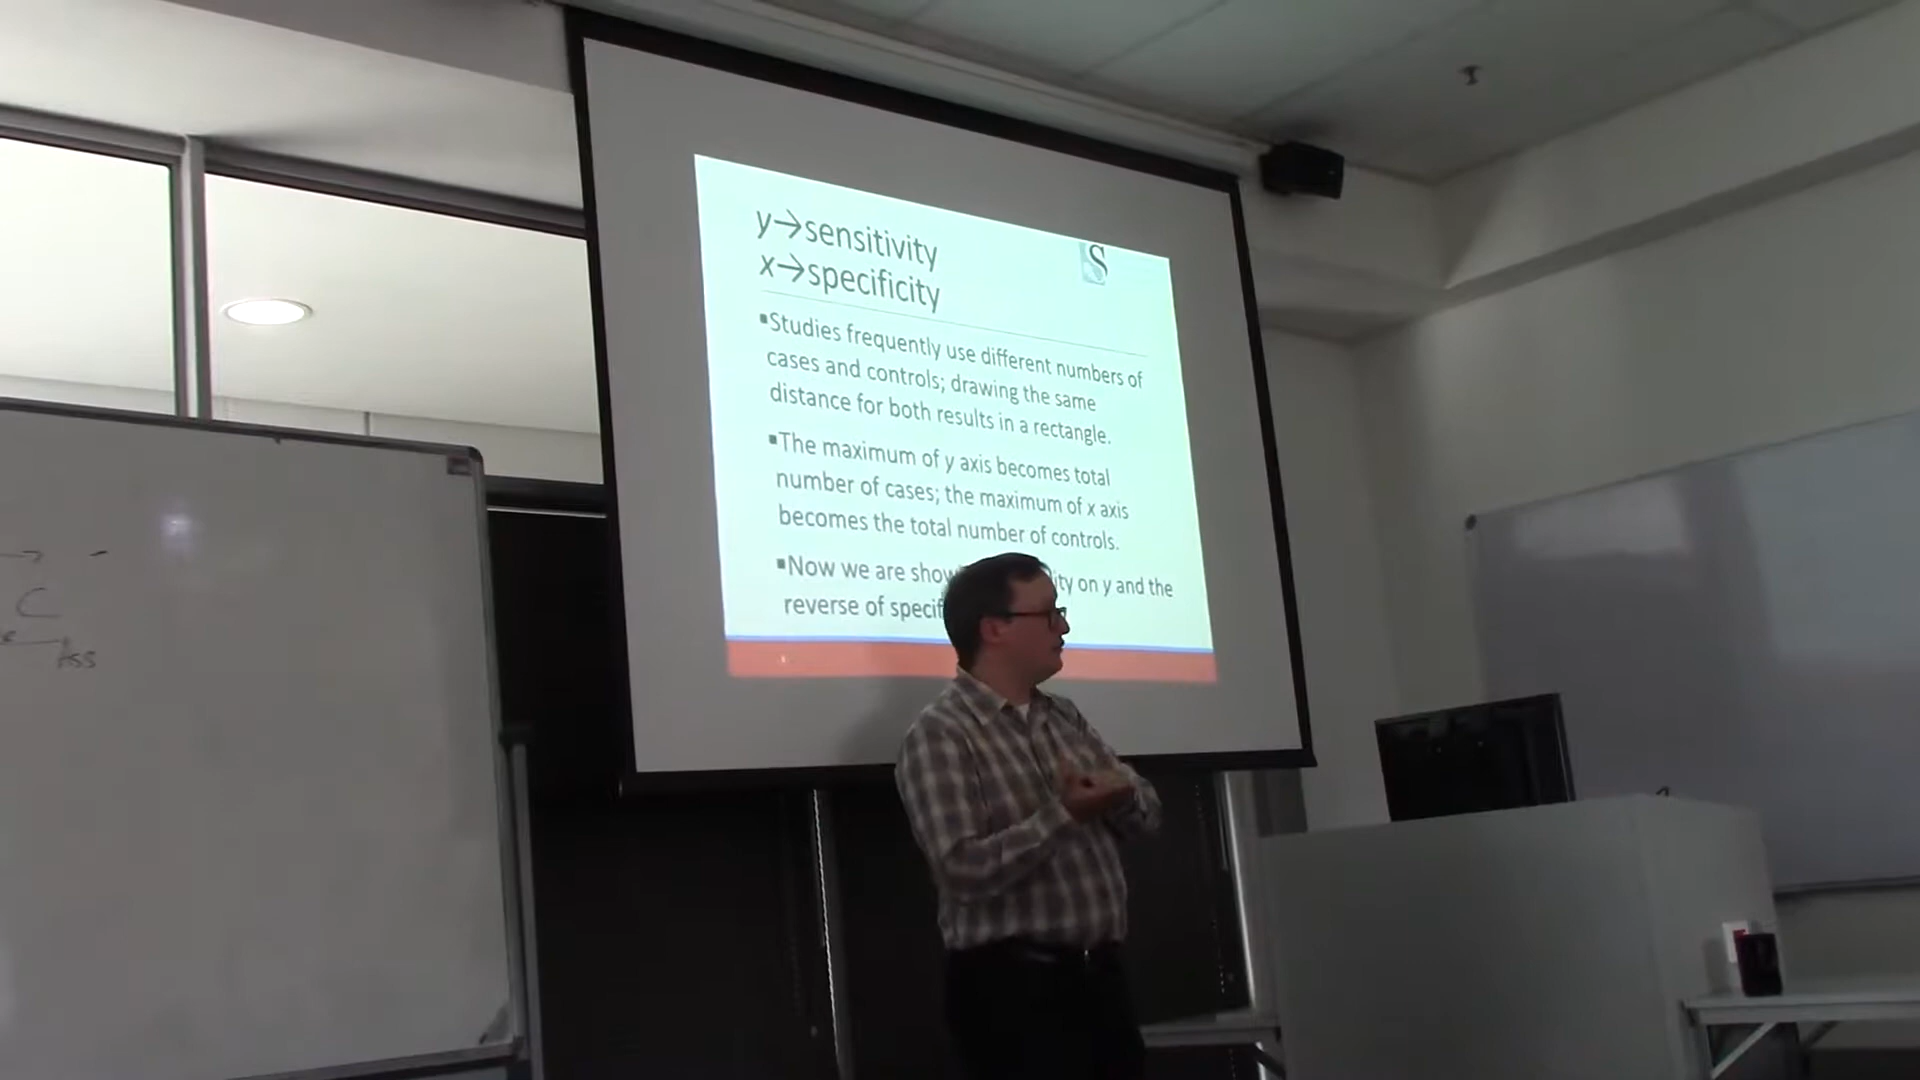 y→sensitivity
x→specificity
S
▪Studies frequently use different numbers of
cases and controls; drawing the same
distance for both results in a rectangle.
▪The maximum of y axis becomes total
number of cases; the maximum of x axis
becomes the total number of controls.
▪Now we are show ity on y and the
reverse of specif
C
Ass